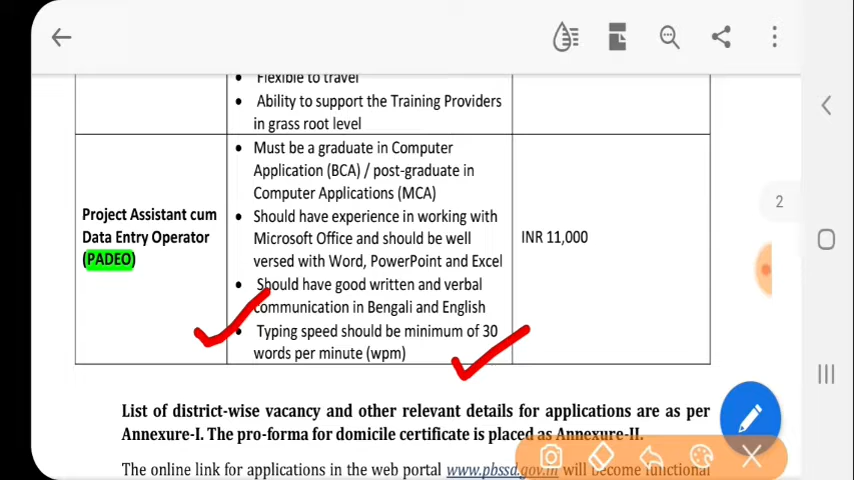 Flexible to travel
Ability to support the Training Providers
in grass root level
Must be a graduate in Computer
Application (BCA) / post-graduate in
Computer Applications (MCA)
Project Assistant cum
Data Entry Operator
(PADEO)
Should have experience in working with
Microsoft Office and should be well
versed with Word, PowerPoint and Excel
Should have good written and verbal
communication in Bengali and English
Typing speed should be minimum of 30
words per minute (wpm)
INR 11,000
2
List of district-wise vacancy and other relevant details for applications are as per
Annexure-I. The pro-forma for domicile certificate is placed as Annexure-II.
The online link for applications in the web portal www.pbssd.gov.in will become functional